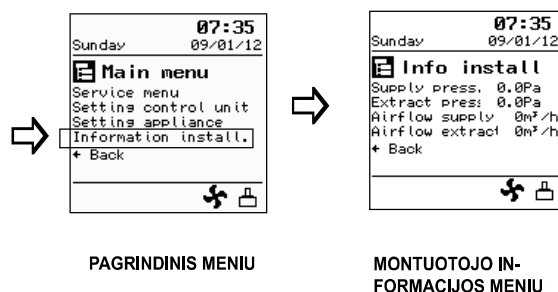 07:35
Sunday 09/01/12
Main menu
Service menu
Setting control unit
Setting appliance
Information install.
← Back
PAGRINDINIS MENIU
07:35
Sunday 09/01/12
Info install
Supply press. 0.0Pa
Extract press 0.0Pa
Airflow supply 0m³/h
Airflow extract 0m³/h
← Back
MONTUOTOJO IN-
FORMACIJOS MENIU